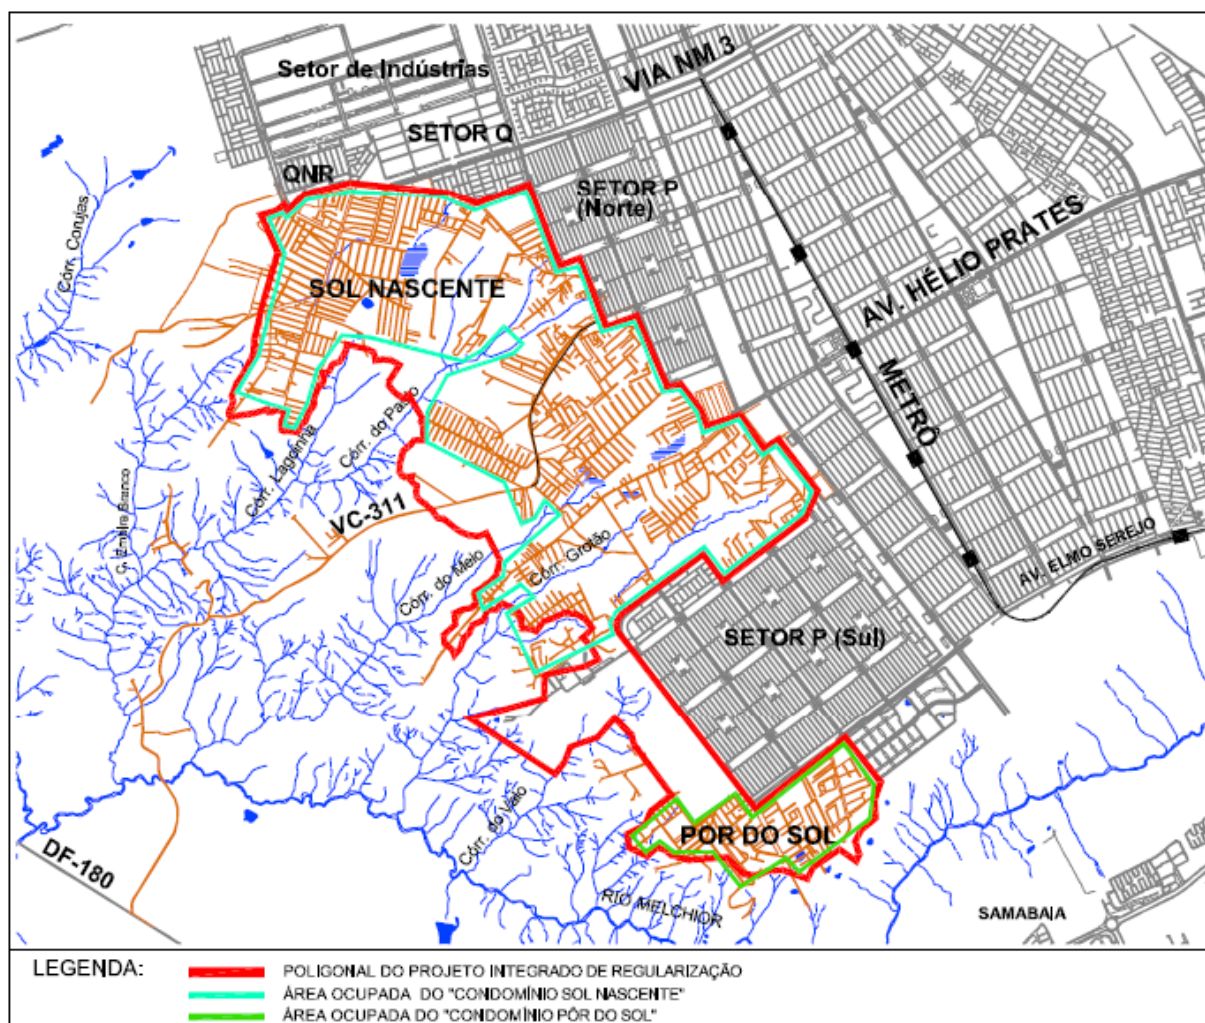 Setor de Indústrias
VIA NM 3
SETOR Q
QNR
SETOR P
(Norte)
Córr. Corujas
AV. HÉLIO PRATES
SOL NASCENTE
METRÔ
Córr. do Pasto
Córr. Lagoinha
VC-311
Branco
AV. ELMO SEREJO
Córr. do Meio
Córr. Grotão
SETOR P (Sul)
PÔR DO SOL
Córr. do Valo
DF-180
RIO MELCHIOR
SAMABAIA
LEGENDA:
POLIGONAL DO PROJETO INTEGRADO DE REGULARIZAÇÃO
ÁREA OCUPADA DO "CONDOMÍNIO SOL NASCENTE"
ÁREA OCUPADA DO "CONDOMÍNIO PÔR DO SOL"